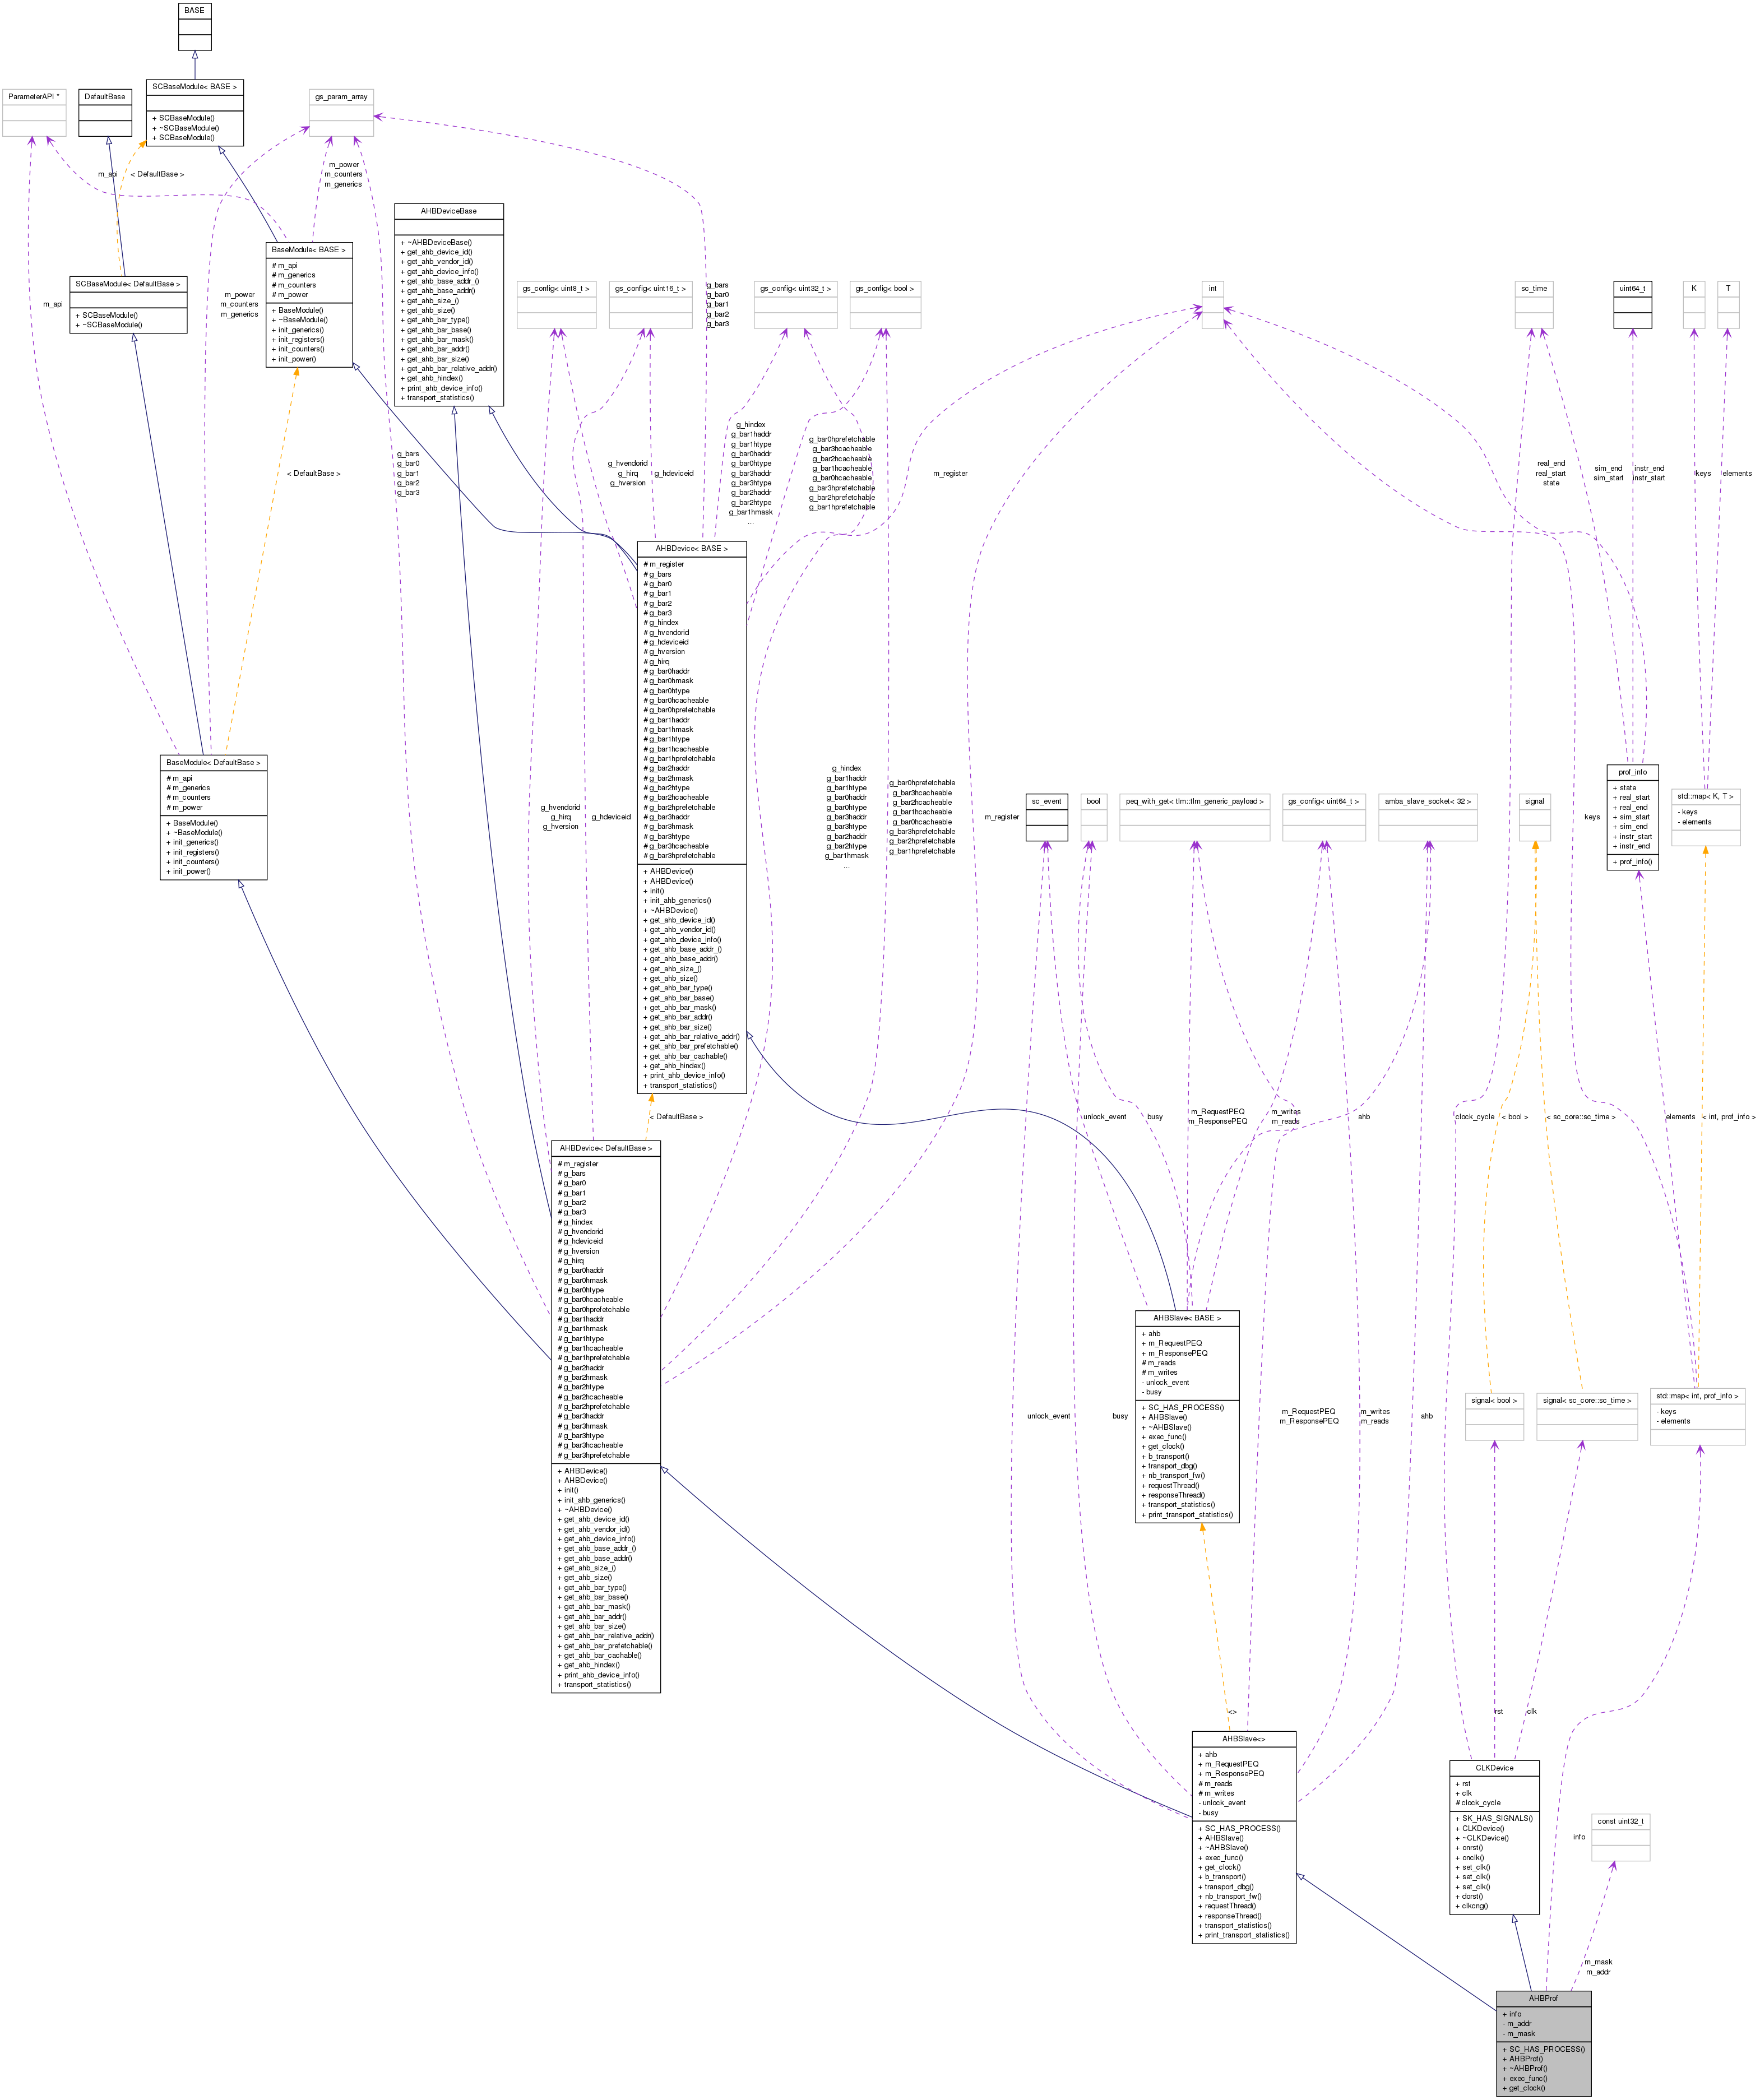 BASE
SCBaseModule< BASE >
+ SCBaseModule()
+ ~SCBaseModule()
+ SCBaseModule()
ParameterAPI *
DefaultBase
gs_param_array
m_api
< DefaultBase >
m_power
m_counters
m_generics
AHBDeviceBase
+ ~AHBDeviceBase()
+ get_ahb_device_id()
+ get_ahb_vendor_id()
+ get_ahb_device_info()
+ get_ahb_base_addr_()
+ get_ahb_base_addr()
+ get_ahb_size_()
+ get_ahb_size()
+ get_ahb_bar_type()
+ get_ahb_bar_base()
+ get_ahb_bar_mask()
+ get_ahb_bar_addr()
+ get_ahb_bar_size()
+ get_ahb_bar_relative_addr()
+ get_ahb_hindex()
+ print_ahb_device_info()
+ transport_statistics()
BaseModule< BASE >
# m_api
# m_generics
# m_counters
# m_power
+ BaseModule()
+ ~BaseModule()
+ init_generics()
+ init_registers()
+ init_counters()
+ init_power()
SCBaseModule< DefaultBase >
+ SCBaseModule()
+ ~SCBaseModule()
m_api
m_power
m_counters
m_generics
gs_config< uint8_t >
gs_config< uint16_t >
g_bars
g_bar0
g_bar1
g_bar2
g_bar3
gs_config< uint32_t >
gs_config< bool >
int
sc_time
uint64_t
K
T
< DefaultBase >
g_bars
g_bar0
g_bar1
g_bar2
g_bar3
g_hvendorid
g_hirq
g_hversion
g_hdeviceid
g_hindex
g_bar1haddr
g_bar1htype
g_bar0haddr
g_bar0htype
g_bar3haddr
g_bar3htype
g_bar2haddr
g_bar2htype
g_bar1hmask
...
g_bar0hprefetchable
g_bar3hcacheable
g_bar2hcacheable
g_bar1hcacheable
g_bar0hcacheable
g_bar3hprefetchable
g_bar2hprefetchable
g_bar1hprefetchable
m_register
real_end
real_start
state
sim_end
sim_start
instr_end
instr_start
keys
elements
AHBDevice< BASE >
# m_register
# g_bars
# g_bar0
# g_bar1
# g_bar2
# g_bar3
# g_hindex
# g_hvendorid
# g_hdeviceid
# g_hversion
# g_hirq
# g_bar0haddr
# g_bar0hmask
# g_bar0htype
# g_bar0hcacheable
# g_bar0hprefetchable
# g_bar1haddr
# g_bar1hmask
# g_bar1htype
# g_bar1hcacheable
# g_bar1hprefetchable
# g_bar2haddr
# g_bar2hmask
# g_bar2htype
# g_bar2hcacheable
# g_bar2hprefetchable
# g_bar3haddr
# g_bar3hmask
# g_bar3htype
# g_bar3hcacheable
# g_bar3hprefetchable
+ AHBDevice()
+ AHBDevice()
+ init()
+ init_ahb_generics()
+ ~AHBDevice()
+ get_ahb_device_id()
+ get_ahb_vendor_id()
+ get_ahb_device_info()
+ get_ahb_base_addr_()
+ get_ahb_base_addr()
+ get_ahb_size_()
+ get_ahb_size()
+ get_ahb_bar_type()
+ get_ahb_bar_base()
+ get_ahb_bar_mask()
+ get_ahb_bar_addr()
+ get_ahb_bar_size()
+ get_ahb_bar_relative_addr()
+ get_ahb_bar_prefetchable()
+ get_ahb_bar_cachable()
+ get_ahb_hindex()
+ print_ahb_device_info()
+ transport_statistics()
BaseModule< DefaultBase >
# m_api
# m_generics
# m_counters
# m_power
+ BaseModule()
+ ~BaseModule()
+ init_generics()
+ init_registers()
+ init_counters()
+ init_power()
g_hvendorid
g_hirq
g_hversion
g_hdeviceid
g_hindex
g_bar1haddr
g_bar1htype
g_bar0haddr
g_bar0htype
g_bar3haddr
g_bar3htype
g_bar2haddr
g_bar2htype
g_bar1hmask
...
g_bar0hprefetchable
g_bar3hcacheable
g_bar2hcacheable
g_bar1hcacheable
g_bar0hcacheable
g_bar3hprefetchable
g_bar2hprefetchable
g_bar1hprefetchable
m_register
sc_event
bool
peq_with_get< tlm::tlm_generic_payload >
gs_config< uint64_t >
amba_slave_socket< 32 >
signal
keys
prof_info
+ state
+ real_start
+ real_end
+ sim_start
+ sim_end
+ instr_start
+ instr_end
+ prof_info()
std::map< K, T >
- keys
- elements
< DefaultBase >
unlock_event
busy
m_RequestPEQ
m_ResponsePEQ
m_writes
m_reads
ahb
clock_cycle
< bool >
< sc_core::sc_time >
elements
< int, prof_info >
AHBDevice< DefaultBase >
# m_register
# g_bars
# g_bar0
# g_bar1
# g_bar2
# g_bar3
# g_hindex
# g_hvendorid
# g_hdeviceid
# g_hversion
# g_hirq
# g_bar0haddr
# g_bar0hmask
# g_bar0htype
# g_bar0hcacheable
# g_bar0hprefetchable
# g_bar1haddr
# g_bar1hmask
# g_bar1htype
# g_bar1hcacheable
# g_bar1hprefetchable
# g_bar2haddr
# g_bar2hmask
# g_bar2htype
# g_bar2hcacheable
# g_bar2hprefetchable
# g_bar3haddr
# g_bar3hmask
# g_bar3htype
# g_bar3hcacheable
# g_bar3hprefetchable
+ AHBDevice()
+ AHBDevice()
+ init()
+ init_ahb_generics()
+ ~AHBDevice()
+ get_ahb_device_id()
+ get_ahb_vendor_id()
+ get_ahb_device_info()
+ get_ahb_base_addr_()
+ get_ahb_base_addr()
+ get_ahb_size_()
+ get_ahb_size()
+ get_ahb_bar_type()
+ get_ahb_bar_base()
+ get_ahb_bar_mask()
+ get_ahb_bar_addr()
+ get_ahb_bar_size()
+ get_ahb_bar_relative_addr()
+ get_ahb_bar_prefetchable()
+ get_ahb_bar_cachable()
+ get_ahb_hindex()
+ print_ahb_device_info()
+ transport_statistics()
AHBSlave< BASE >
+ ahb
+ m_RequestPEQ
+ m_ResponsePEQ
# m_reads
# m_writes
- unlock_event
- busy
+ SC_HAS_PROCESS()
+ AHBSlave()
+ ~AHBSlave()
+ exec_func()
+ get_clock()
+ b_transport()
+ transport_dbg()
+ nb_transport_fw()
+ requestThread()
+ responseThread()
+ transport_statistics()
+ print_transport_statistics()
unlock_event
busy
m_RequestPEQ
m_ResponsePEQ
m_writes
m_reads
ahb
signal< bool >
signal< sc_core::sc_time >
std::map< int, prof_info >
- keys
- elements
<>
rst
clk
AHBSlave<>
+ ahb
+ m_RequestPEQ
+ m_ResponsePEQ
# m_reads
# m_writes
- unlock_event
- busy
+ SC_HAS_PROCESS()
+ AHBSlave()
+ ~AHBSlave()
+ exec_func()
+ get_clock()
+ b_transport()
+ transport_dbg()
+ nb_transport_fw()
+ requestThread()
+ responseThread()
+ transport_statistics()
+ print_transport_statistics()
CLKDevice
+ rst
+ clk
# clock_cycle
+ SK_HAS_SIGNALS()
+ CLKDevice()
+ ~CLKDevice()
+ onrst()
+ onclk()
+ set_clk()
+ set_clk()
+ set_clk()
+ dorst()
+ clkcng()
info
const uint32_t
m_mask
m_addr
AHBProf
+ info
- m_addr
- m_mask
+ SC_HAS_PROCESS()
+ AHBProf()
+ ~AHBProf()
+ exec_func()
+ get_clock()